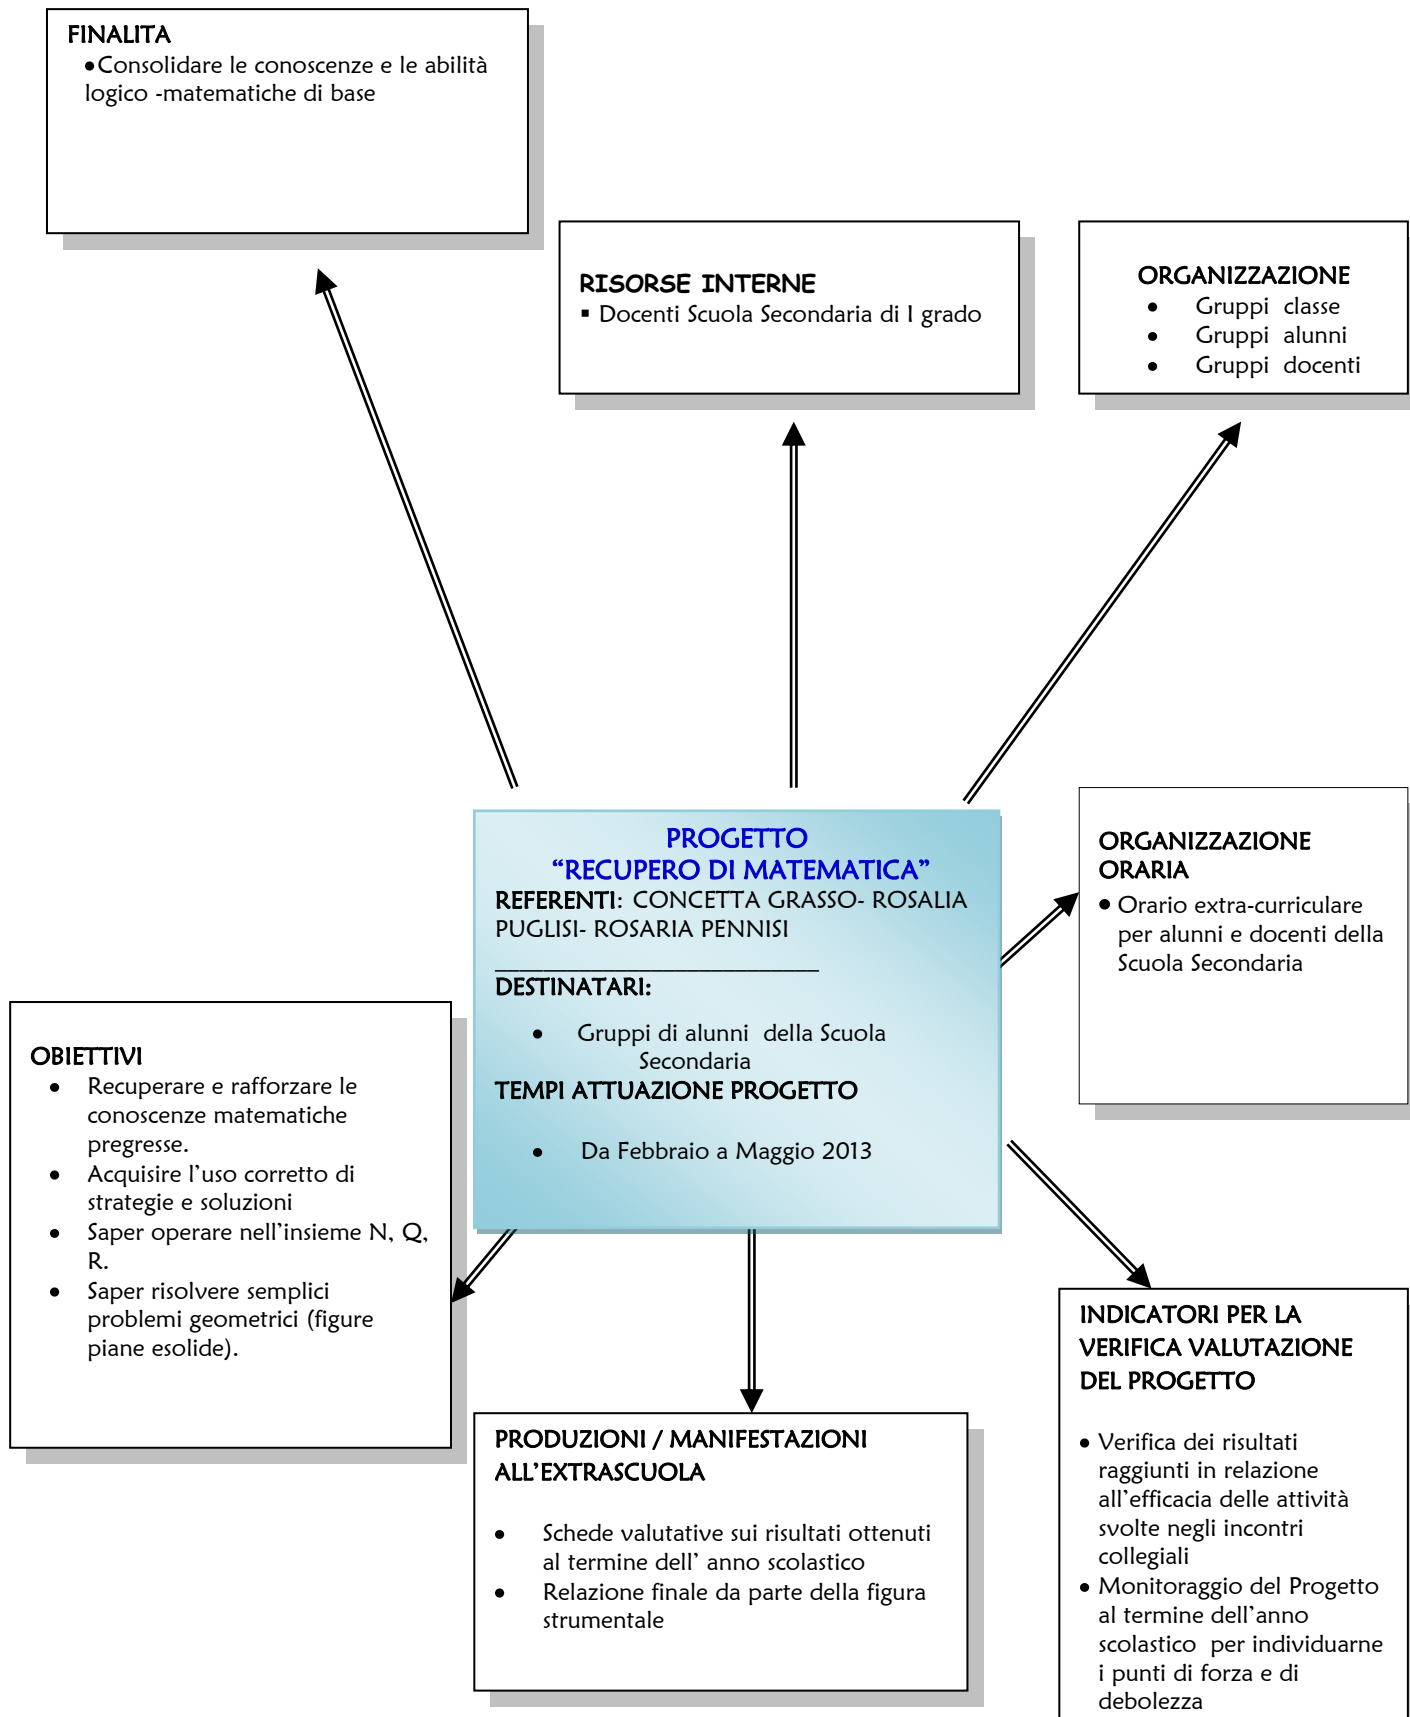 FINALITA
•Consolidare le conoscenze e le abilità
logico -matematiche di base
RISORSE INTERNE
▪ Docenti Scuola Secondaria di I grado
ORGANIZZAZIONE
• Gruppi classe
• Gruppi alunni
• Gruppi docenti
PROGETTO
“RECUPERO DI MATEMATICA”
REFERENTI: CONCETTA GRASSO- ROSALIA
PUGLISI- ROSARIA PENNISI
___________________________
DESTINATARI:
• Gruppi di alunni della Scuola
Secondaria
TEMPI ATTUAZIONE PROGETTO
• Da Febbraio a Maggio 2013
ORGANIZZAZIONE
ORARIA
• Orario extra-curriculare
per alunni e docenti della
Scuola Secondaria
OBIETTIVI
• Recuperare e rafforzare le
conoscenze matematiche
pregresse.
• Acquisire l’uso corretto di
strategie e soluzioni
• Saper operare nell’insieme N, Q,
R.
• Saper risolvere semplici
problemi geometrici (figure
piane esolide).
PRODUZIONI / MANIFESTAZIONI
ALL’EXTRASCUOLA
• Schede valutative sui risultati ottenuti
al termine dell’ anno scolastico
• Relazione finale da parte della figura
strumentale
INDICATORI PER LA
VERIFICA VALUTAZIONE
DEL PROGETTO
• Verifica dei risultati
raggiunti in relazione
all’efficacia delle attività
svolte negli incontri
collegiali
• Monitoraggio del Progetto
al termine dell’anno
scolastico per individuarne
i punti di forza e di
debolezza